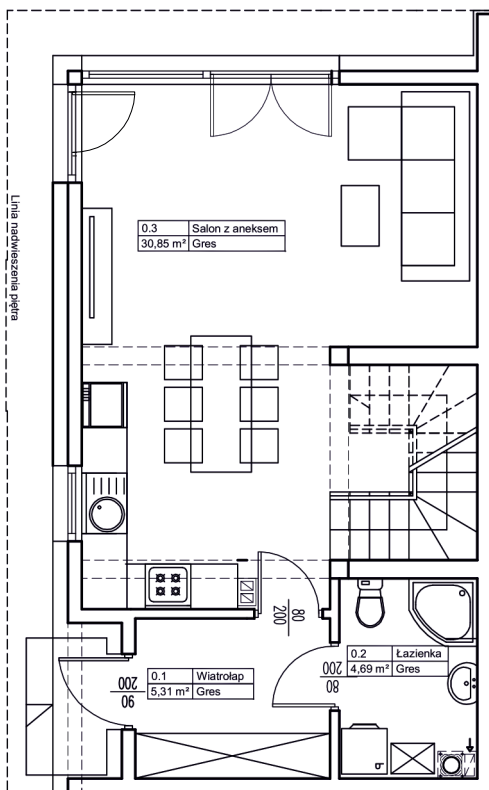 Linia nadwieszenia piętra
0.3 Salon z aneksem
30,85 m² Gres
80
200
0.2 Łazienka
4,69 m² Gres
80
200
0.1 Wiatrołap
5,31 m² Gres
90
200